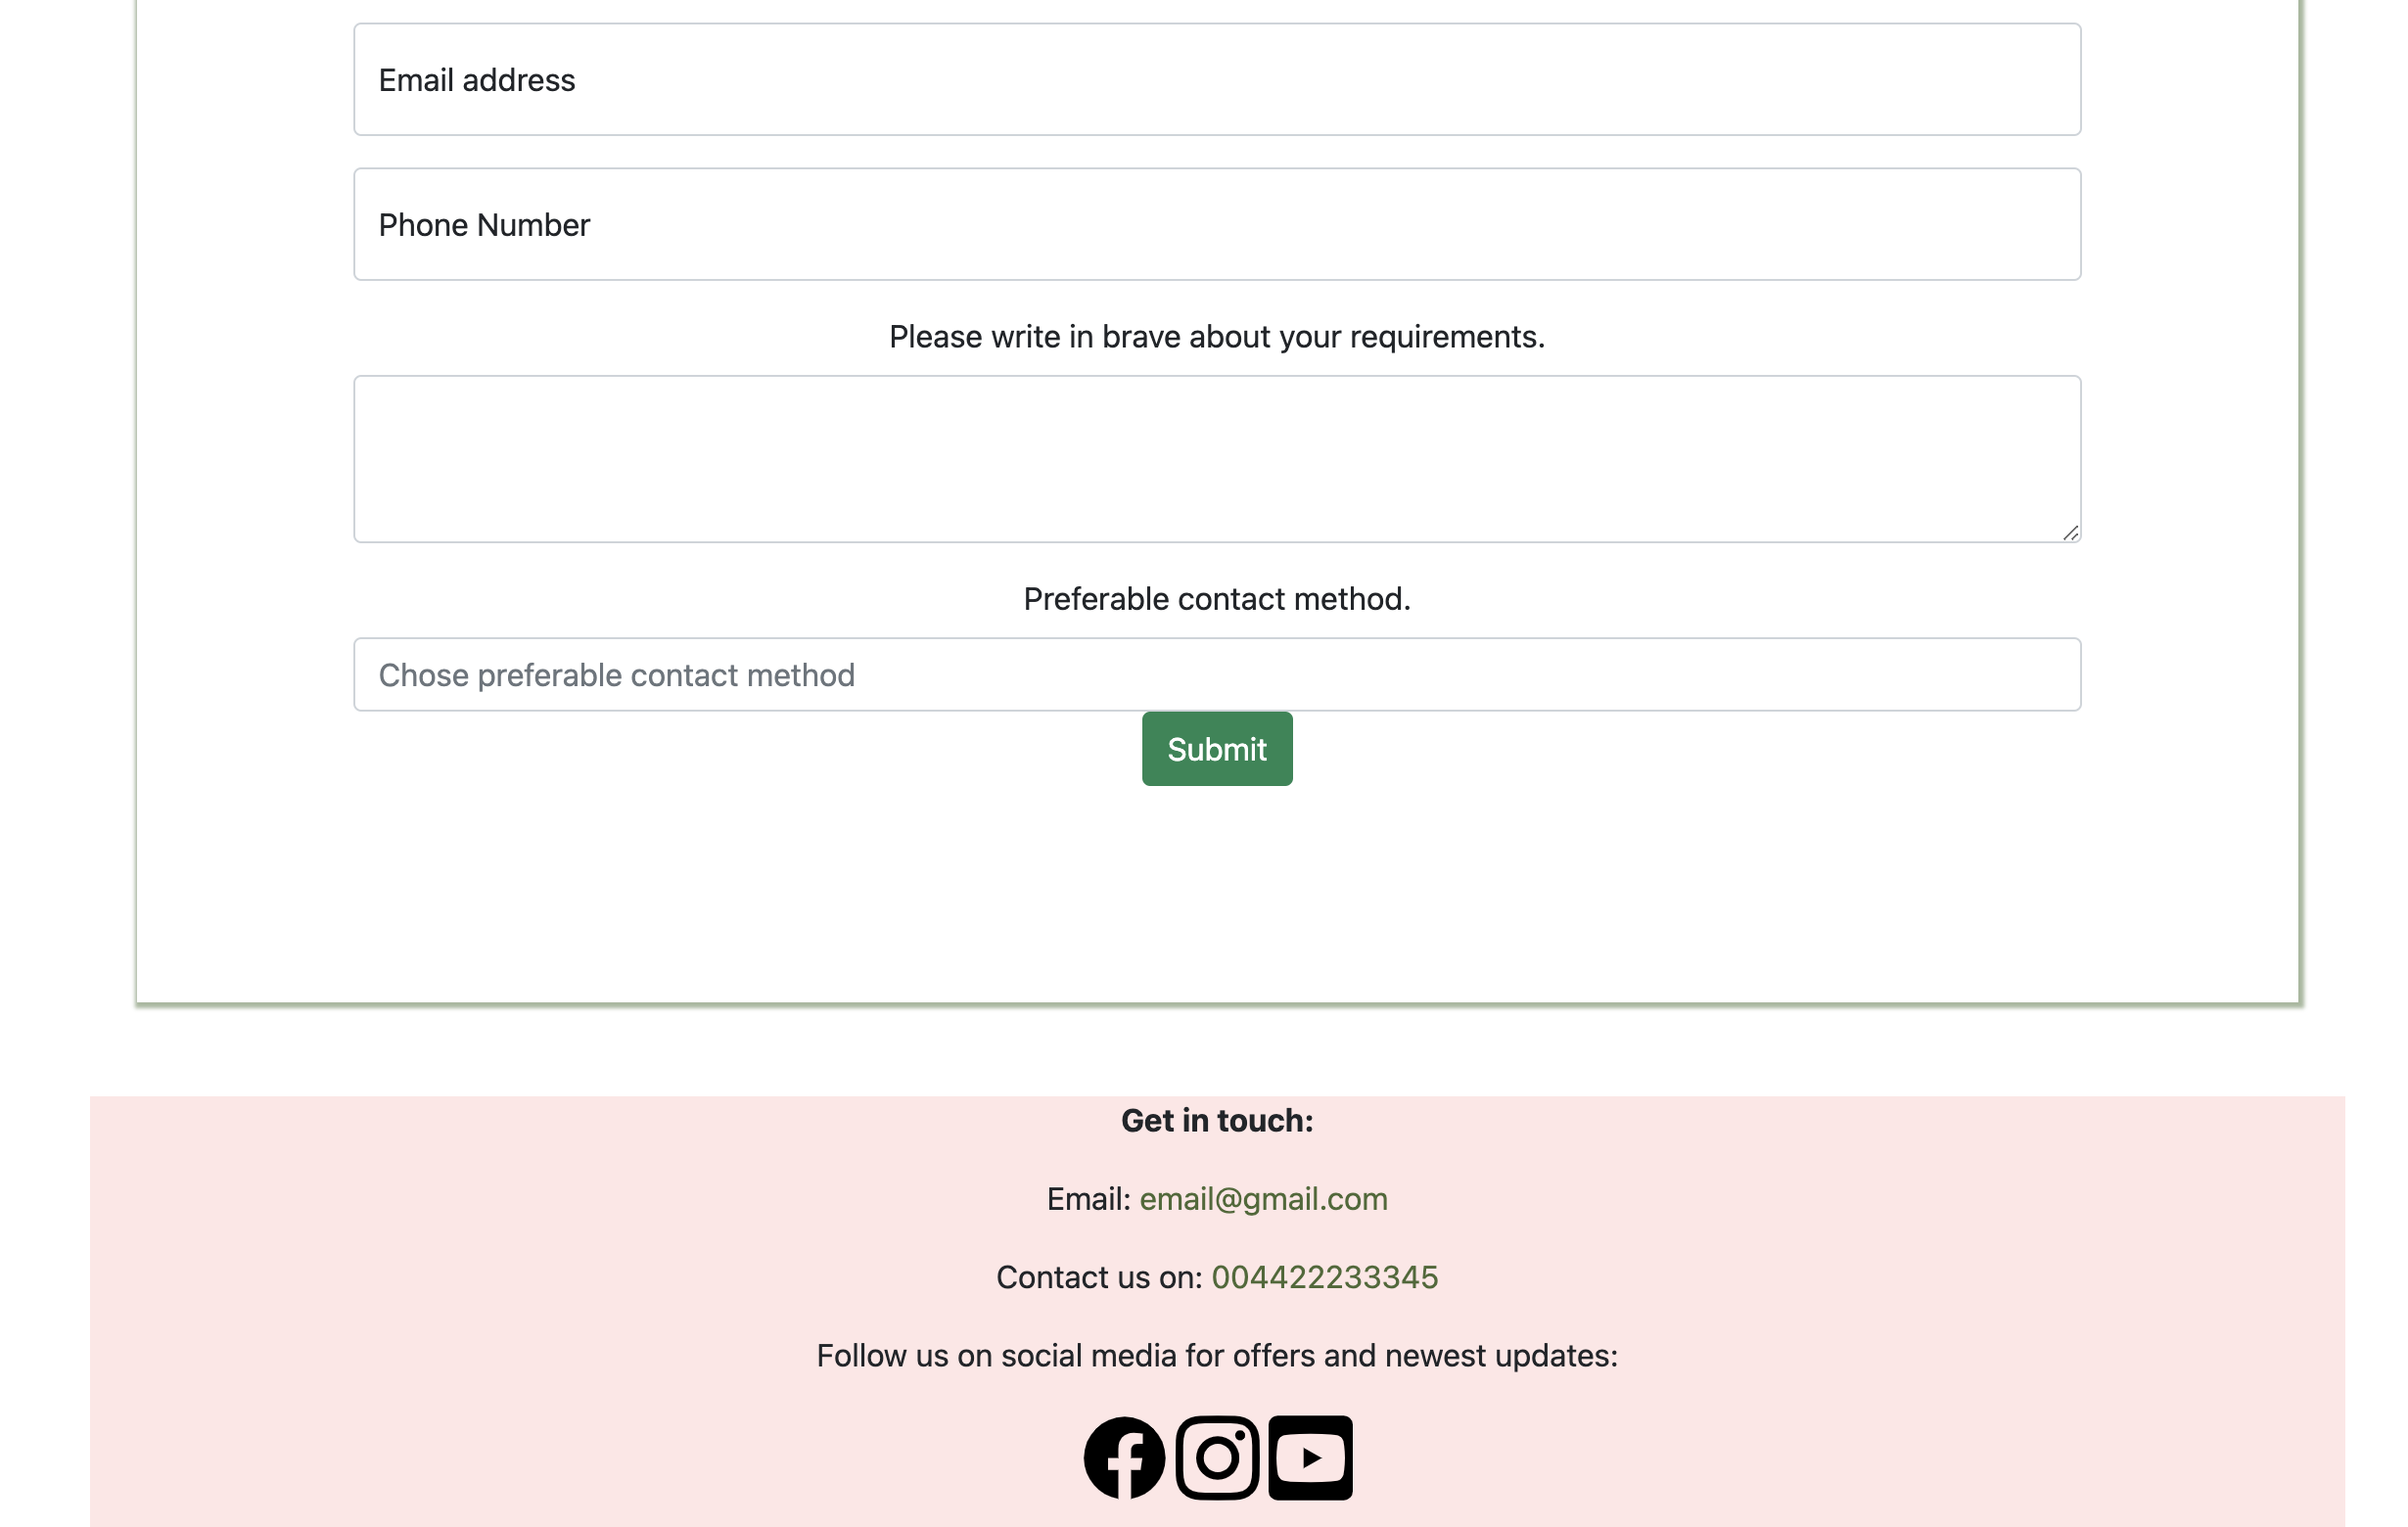 Email address
Phone Number
Please write in brave about your requirements.
Preferable contact method.
Chose preferable contact method
Submit
Get in touch:
Email: email@gmail.com
Contact us on: 004422233345
Follow us on social media for offers and newest updates: